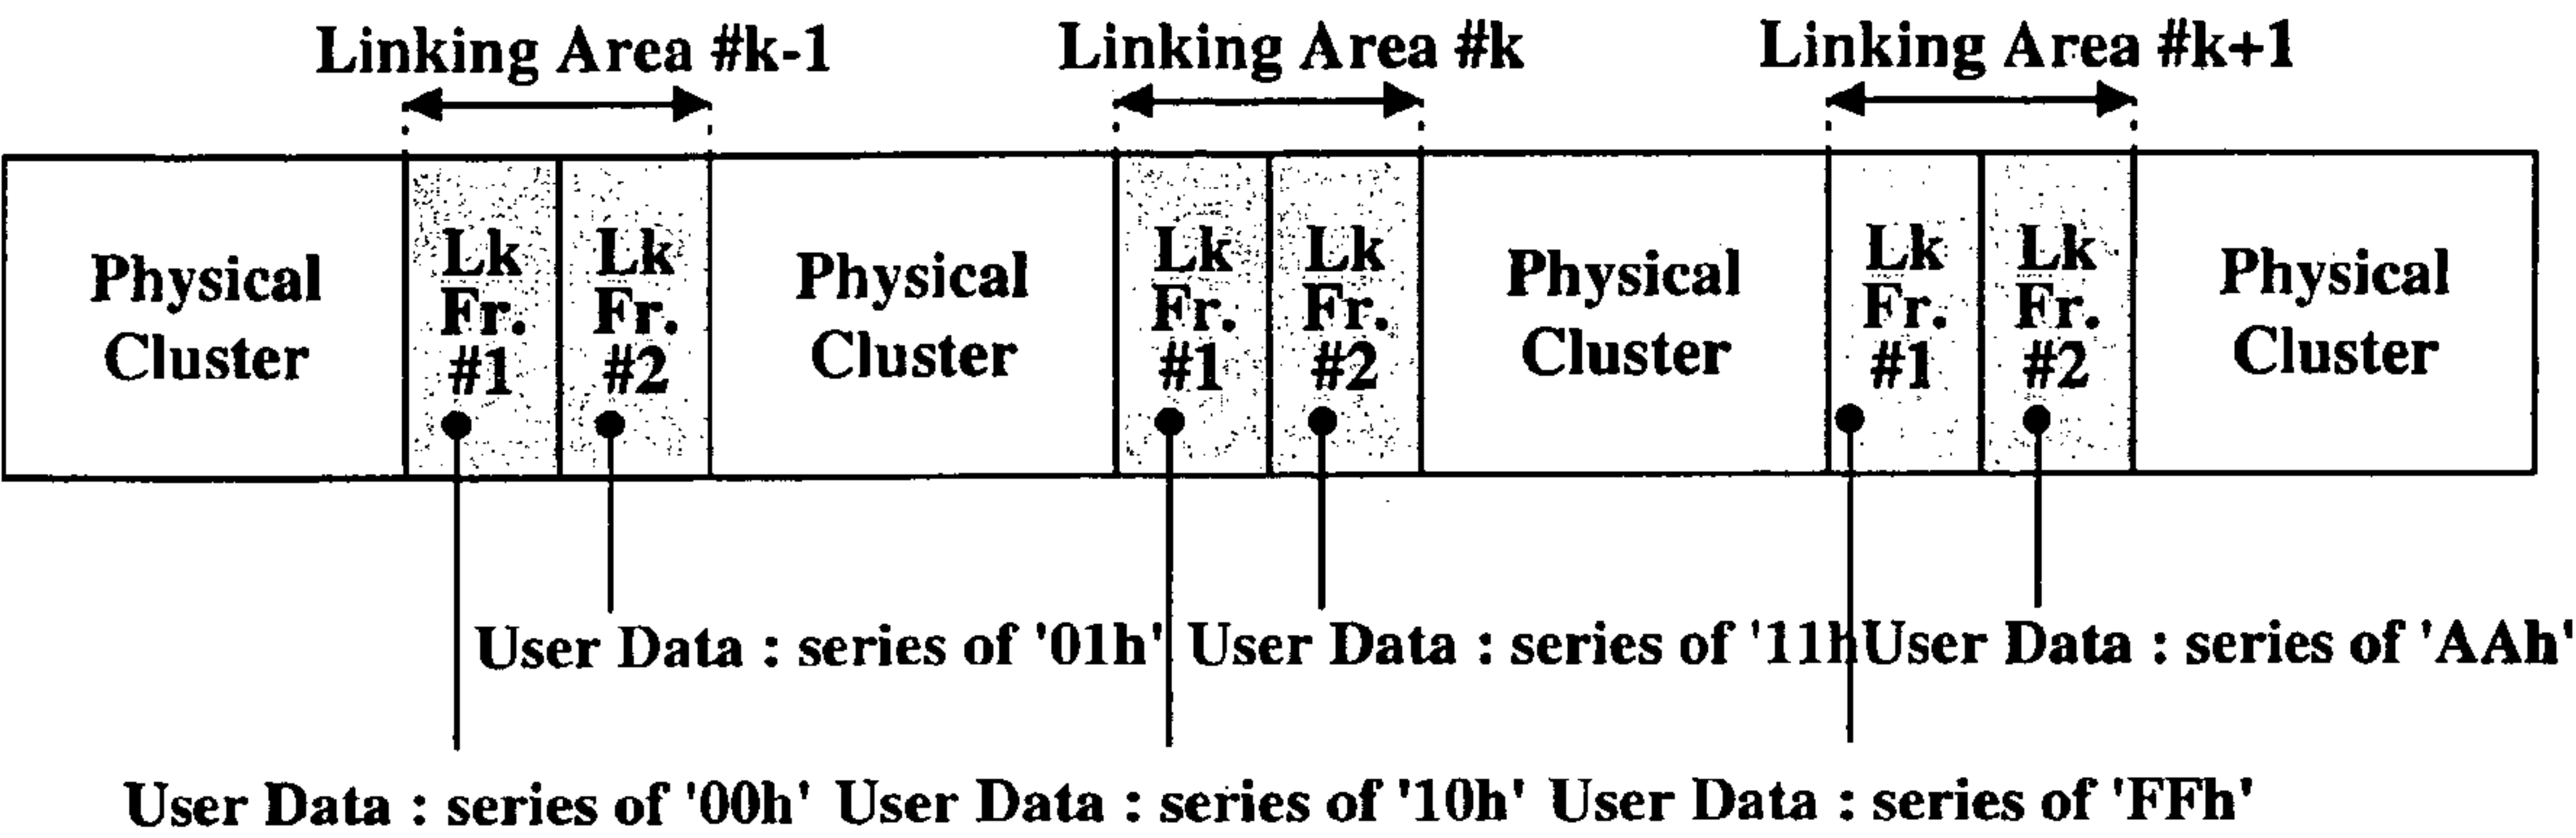 Linking Area #k-1
Linking Area #k
Linking Area #k+1
Physical
Cluster
Lk
Fr.
#1
Lk
Fr.
#2
Physical
Cluster
Lk
Fr.
#1
Lk
Fr.
#2
Physical
Cluster
Lk
Fr.
#1
Lk
Fr.
#2
Physical
Cluster
User Data : series of '01h'
User Data : series of '11h
User Data : series of 'AAh'
User Data : series of '00h'
User Data : series of '10h'
User Data : series of 'FFh'